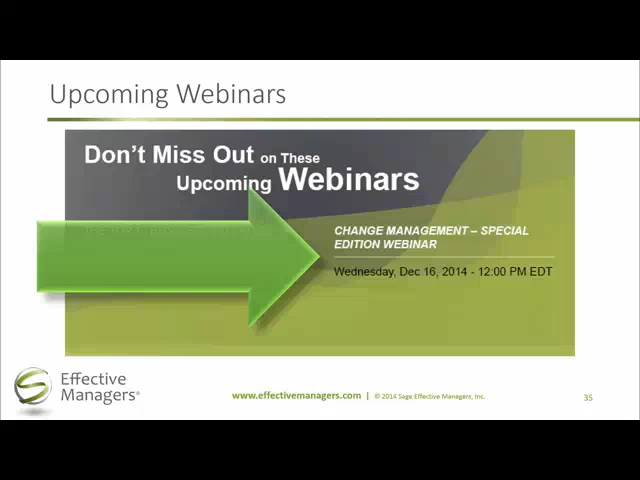 Upcoming Webinars
Don't Miss Out on These
Upcoming Webinars
CHANGE MANAGEMENT – SPECIAL
EDITION WEBINAR
Wednesday, Dec 16, 2014 - 12:00 PM EDT
Effective
Managers®
www.effectivemanagers.com | © 2014 Sage Effective Managers, Inc.
35